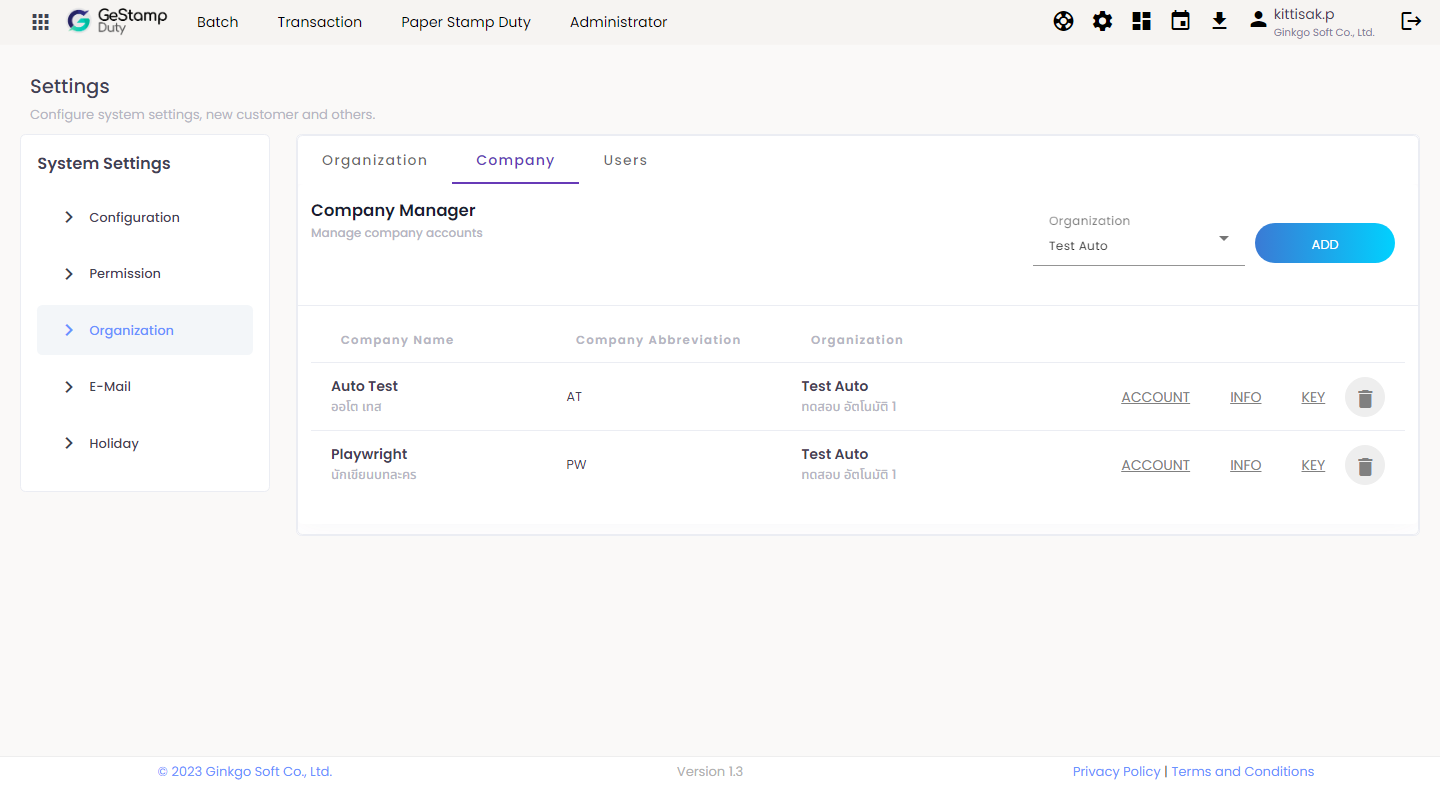 GeStamp
Duty
Batch
Transaction
Paper Stamp Duty
Administrator
kittisak.p
Ginkgo Soft Co., Ltd.
Settings
Configure system settings, new customer and others.
System Settings
Configuration
Permission
Organization
E-Mail
Holiday
Organization
Company
Users
Company Manager
Manage company accounts
Organization
Test Auto
ADD
Company Name
Company Abbreviation
Organization
Auto Test
ออโต เทส
AT
Test Auto
ทดสอบ อัตโนมัติ 1
ACCOUNT
INFO
KEY
Playwright
นักเขียนบทละคร
PW
Test Auto
ทดสอบ อัตโนมัติ 1
ACCOUNT
INFO
KEY
© 2023 Ginkgo Soft Co., Ltd.
Version 1.3
Privacy Policy | Terms and Conditions